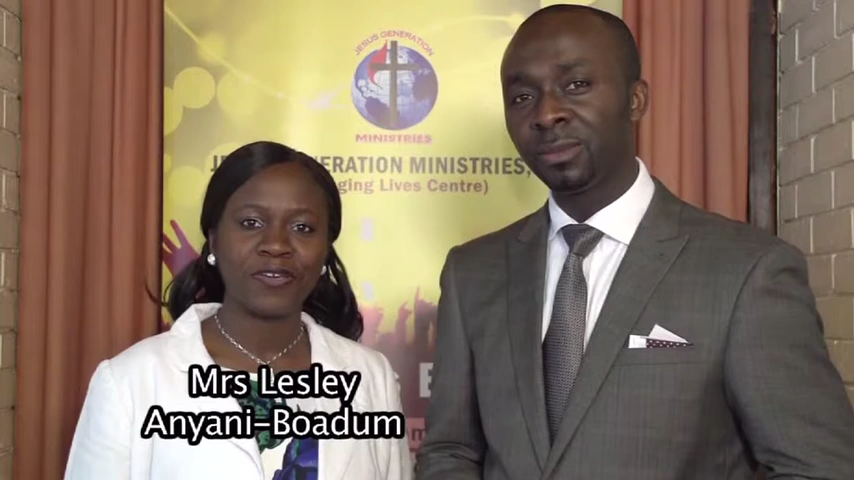 JESUS GENERATION
MINISTRIES
GENERATION MINISTRIES,
ging Lives Centre)
Mrs Lesley
Anyani-Boadum